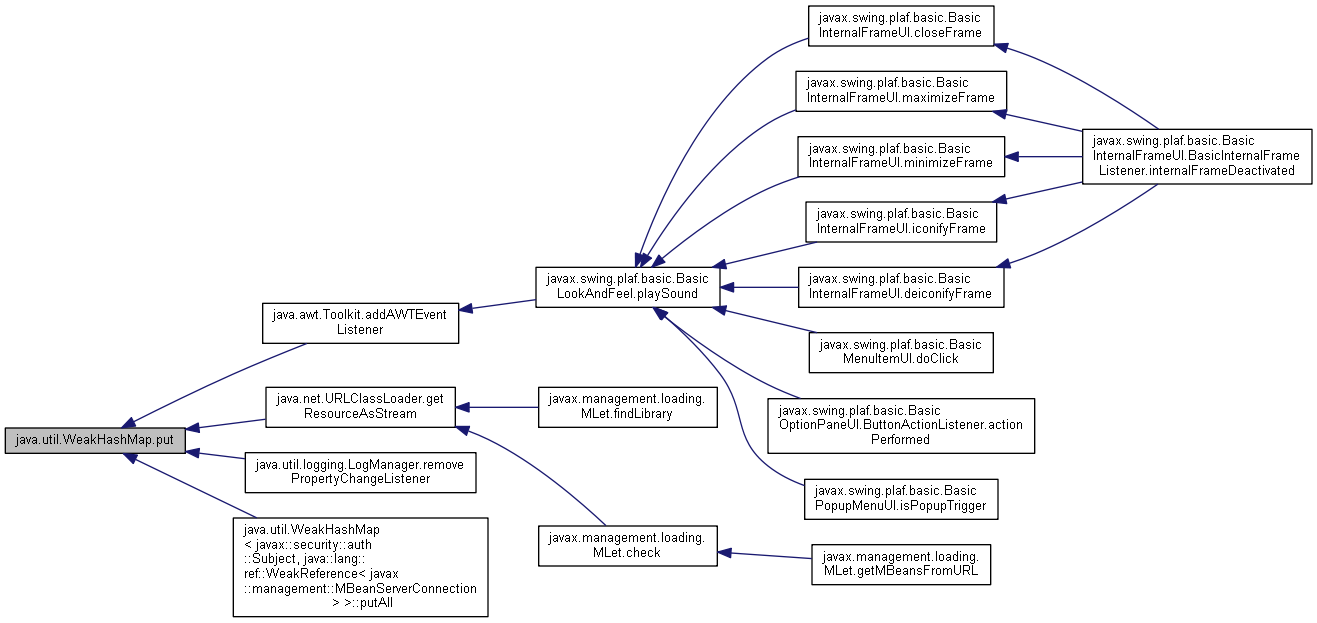 javax.swing.plaf.basic.Basic
InternalFrameUI.closeFrame
javax.swing.plaf.basic.Basic
InternalFrameUI.maximizeFrame
javax.swing.plaf.basic.Basic
InternalFrameUI.BasicInternalFrame
Listener.internalFrameDeactivated
javax.swing.plaf.basic.Basic
InternalFrameUI.minimizeFrame
javax.swing.plaf.basic.Basic
InternalFrameUI.iconifyFrame
javax.swing.plaf.basic.Basic
LookAndFeel.playSound
javax.swing.plaf.basic.Basic
InternalFrameUI.deiconifyFrame
java.awt.Toolkit.addAWTEvent
Listener
javax.swing.plaf.basic.Basic
MenuItemUI.doClick
java.net.URLClassLoader.get
ResourceAsStream
javax.management.loading.
MLet.findLibrary
javax.swing.plaf.basic.Basic
OptionPaneUI.ButtonActionListener.action
Performed
java.util.WeakHashMap.put
java.util.logging.LogManager.remove
PropertyChangeListener
javax.swing.plaf.basic.Basic
PopupMenuUI.isPopupTrigger
java.util.WeakHashMap
< javax::security::auth
::Subject, java::lang::
ref::WeakReference< javax
::management::MBeanServerConnection
> >::putAll
javax.management.loading.
MLet.check
javax.management.loading.
MLet.getMBeansFromURL